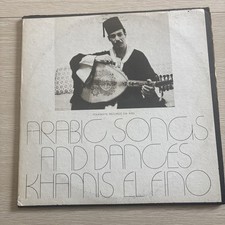 ARABIC SONGS
AND DANCES
KHAMIS EL FINO